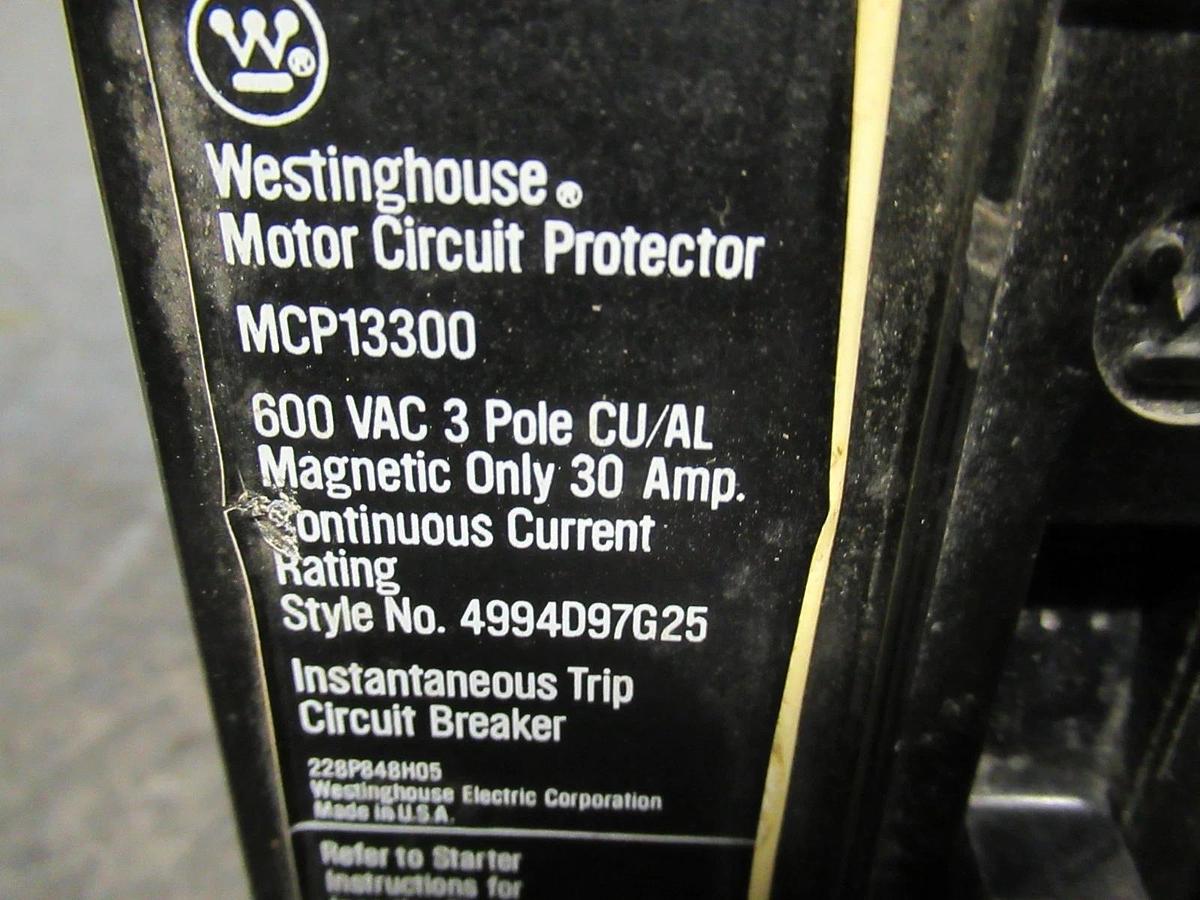 W®
Westinghouse®
Motor Circuit Protector
MCP13300
600 VAC 3 Pole CU/AL
Magnetic Only 30 Amp.
ontinuous Current
Rating
Style No. 4994D97G25
Instantaneous Trip
Circuit Breaker
228P848H05
Westinghouse Electric Corporation
Made in U.S.A.
Refer to Starter
Instructions for